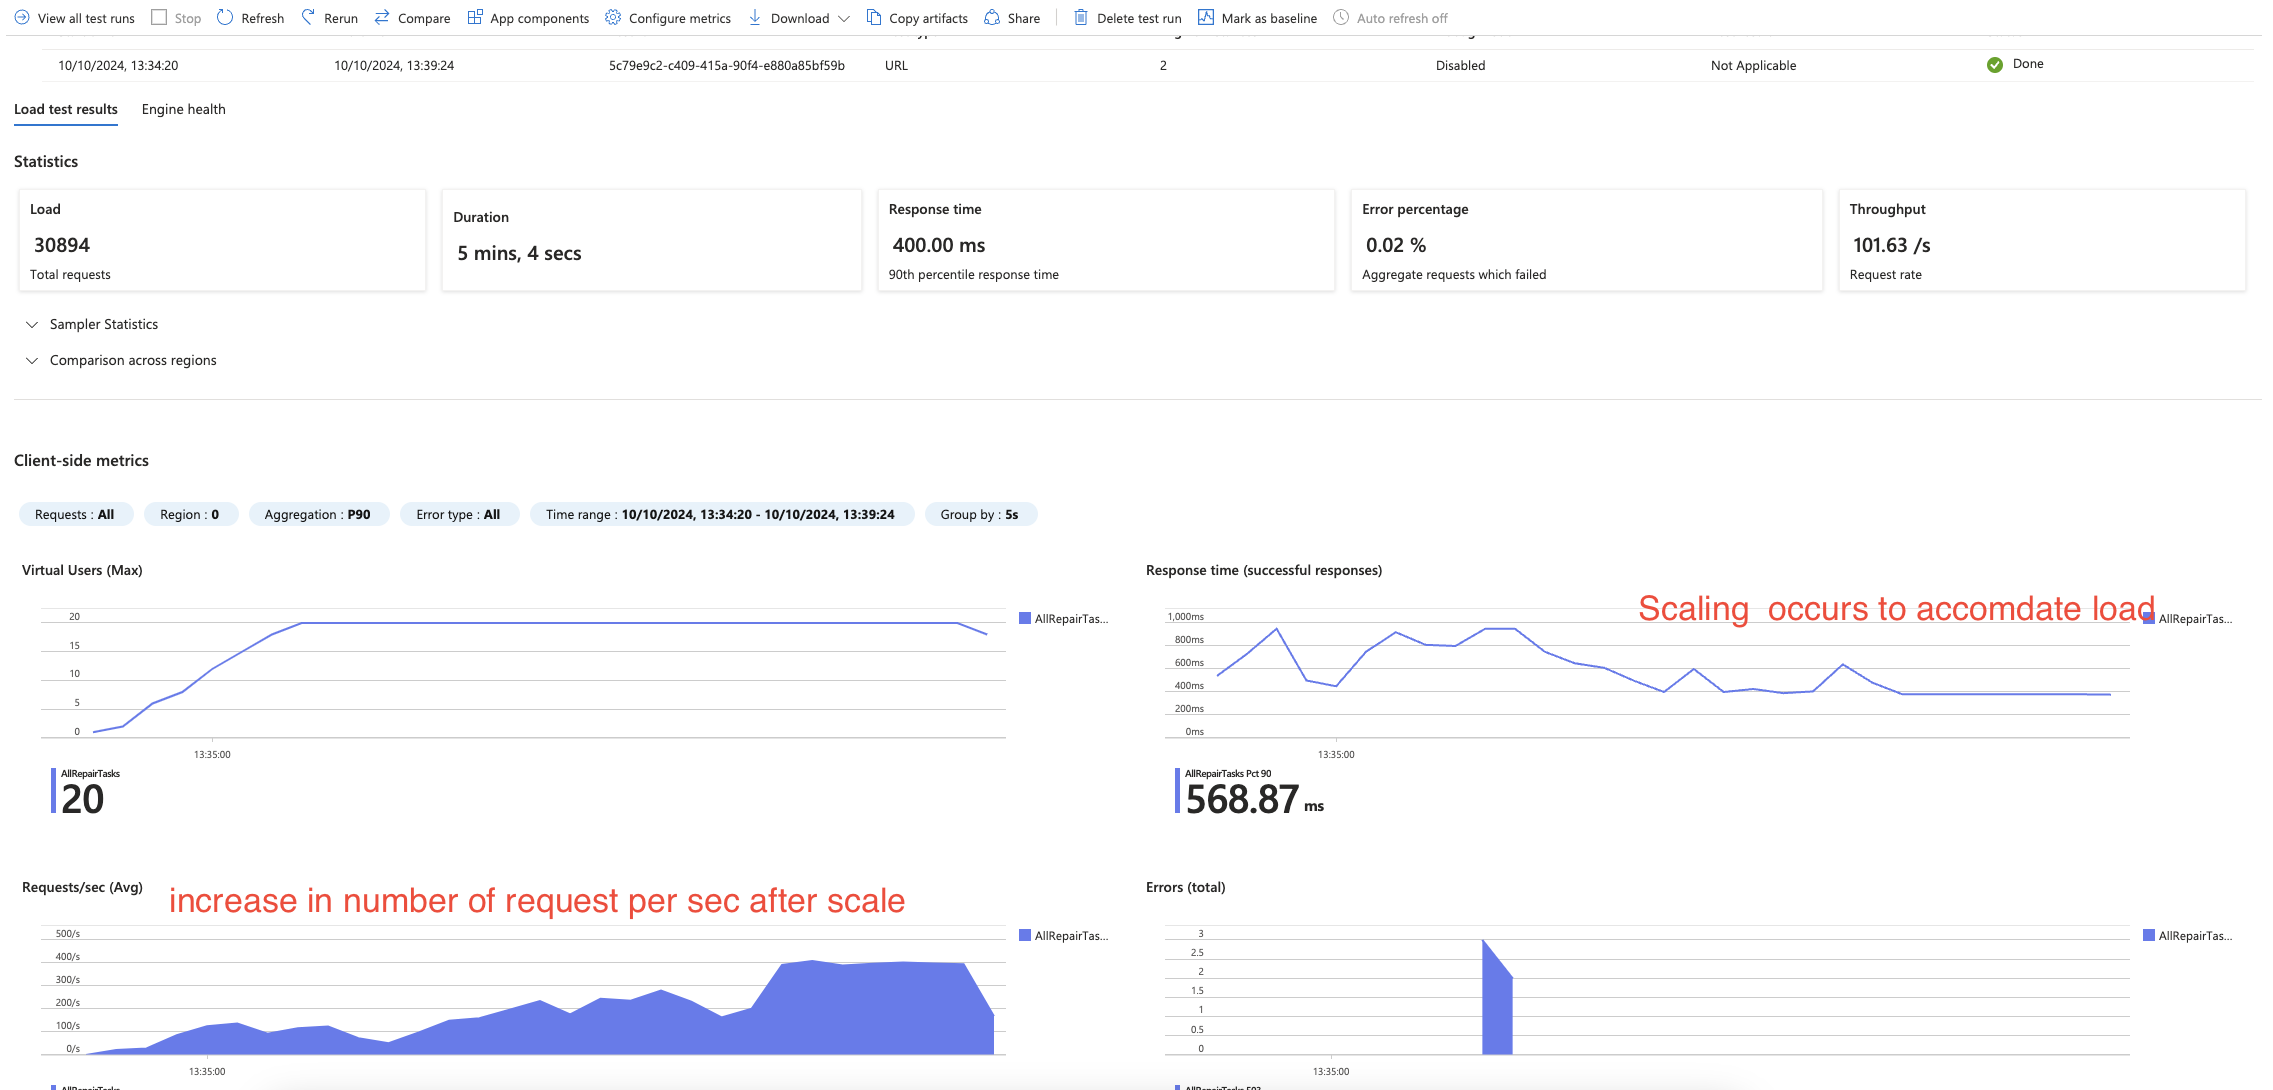 View all test runs Stop Refresh Rerun Compare App components Configure metrics Download Copy artifacts Share Delete test run Mark as baseline Auto refresh off
10/10/2024, 13:34:20 10/10/2024, 13:39:24 5c79e9c2-c409-415a-90f4-e880a85bf59b URL 2 Disabled Not Applicable Done
Load test results Engine health
Statistics
Load
30894
Total requests
Duration
5 mins, 4 secs
Response time
400.00 ms
90th percentile response time
Error percentage
0.02 %
Aggregate requests which failed
Throughput
101.63 /s
Request rate
Sampler Statistics
Comparison across regions
Client-side metrics
Requests : All Region : 0 Aggregation : P90 Error type : All Time range : 10/10/2024, 13:34:20 - 10/10/2024, 13:39:24 Group by : 5s
Virtual Users (Max)
20
15
10
5
0
13:35:00
AllRepairTas...
AllRepairTasks
20
Response time (successful responses)
Scaling occurs to accomdate load
1,000ms
800ms
600ms
400ms
200ms
0ms
13:35:00
AllRepairTas...
AllRepairTasks Pct 90
568.87 ms
Requests/sec (Avg)
increase in number of request per sec after scale
500/s
400/s
300/s
200/s
100/s
0/s
13:35:00
AllRepairTas...
AllRepairTasks
Errors (total)
3
2.5
2
1.5
1
0.5
0
13:35:00
AllRepairTas...
AllRepairTasks 503